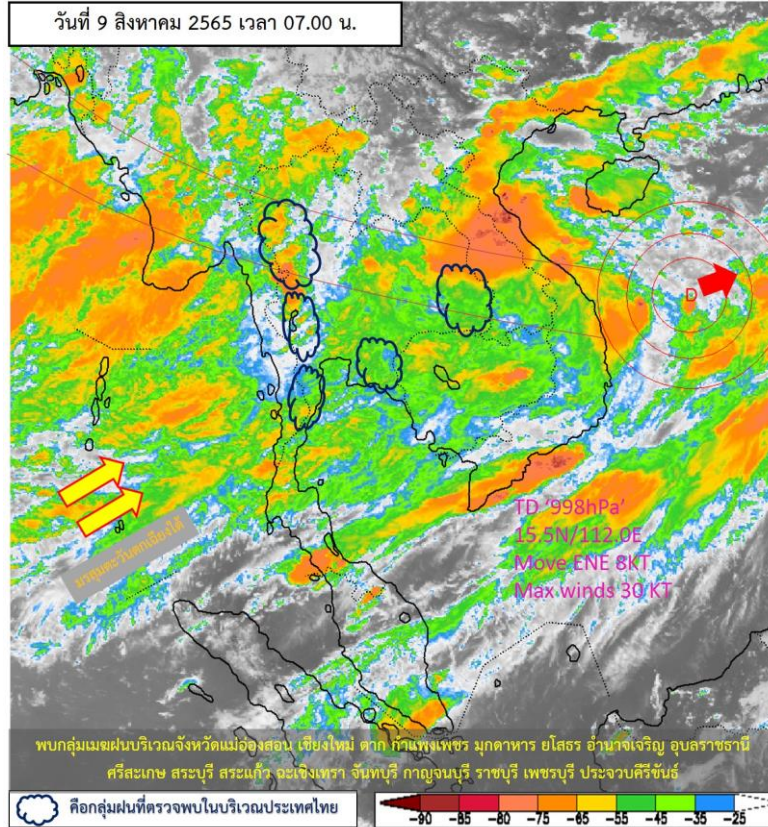 วันที่ 9 สิงหาคม 2565 เวลา 07.00 น.
D
มรสุมตะวันตกเฉียงใต้
TD '998hPa'
15.5N/112.0E
Move ENE 8KT
Max winds 30 KT
พบกลุ่มเมฆฝนบริเวณจังหวัดแม่ฮ่องสอน เชียงใหม่ ตาก กำแพงเพชร มุกดาหาร ยโสธร อำนาจเจริญ อุบลราชธานี
ศรีสะเกษ สระบุรี สระแก้ว ฉะเชิงเทรา จันทบุรี กาญจนบุรี ราชบุรี เพชรบุรี ประจวบคีรีขันธ์
คือกลุ่มฝนที่ตรวจพบในบริเวณประเทศไทย
-90 -85 -80 -75 -65 -55 -45 -35 -25